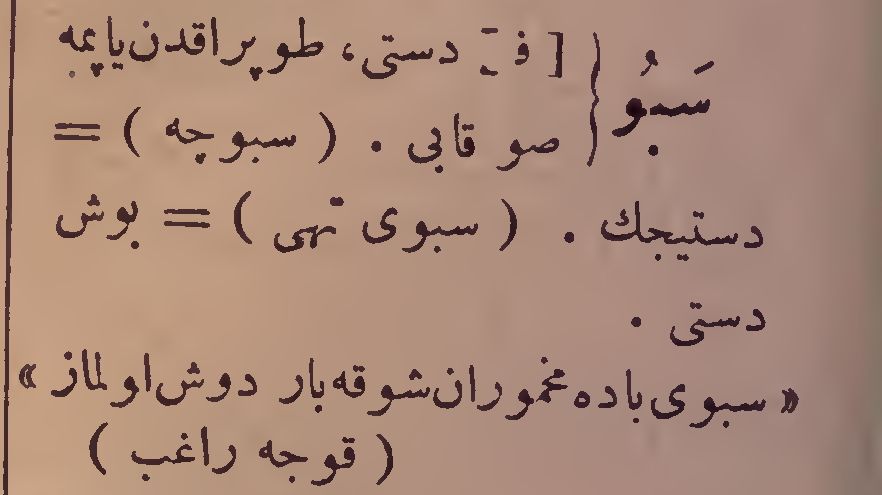 سَبُو { [ ف ] دستی، طوپراقدن یاپمه
صو قابی . ( سبوچه ) =
دستیجك . ( سبوی تهی ) = بوش
دستی .
« سبوی باده مخموران شوقه بار دوش اولماز »
( قوجه راغب )